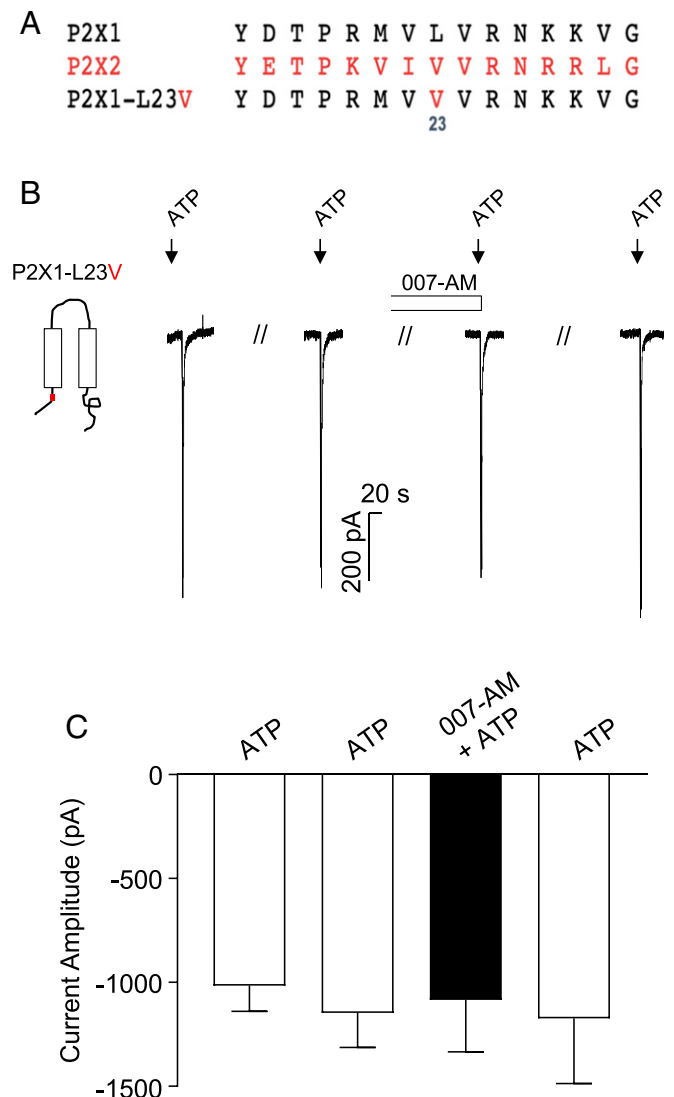 A
P2X1 Y D T P R M V L V R N K K V G
P2X2 Y E T P K V I V V R N R R L G
P2X1-L23V Y D T P R M V V V R N K K V G
23
B
ATP ATP ATP ATP
P2X1-L23V
007-AM
// // //
20 s
200 pA
C
ATP ATP 007-AM + ATP ATP
Current Amplitude (pA)
0
-500
-1000
-1500